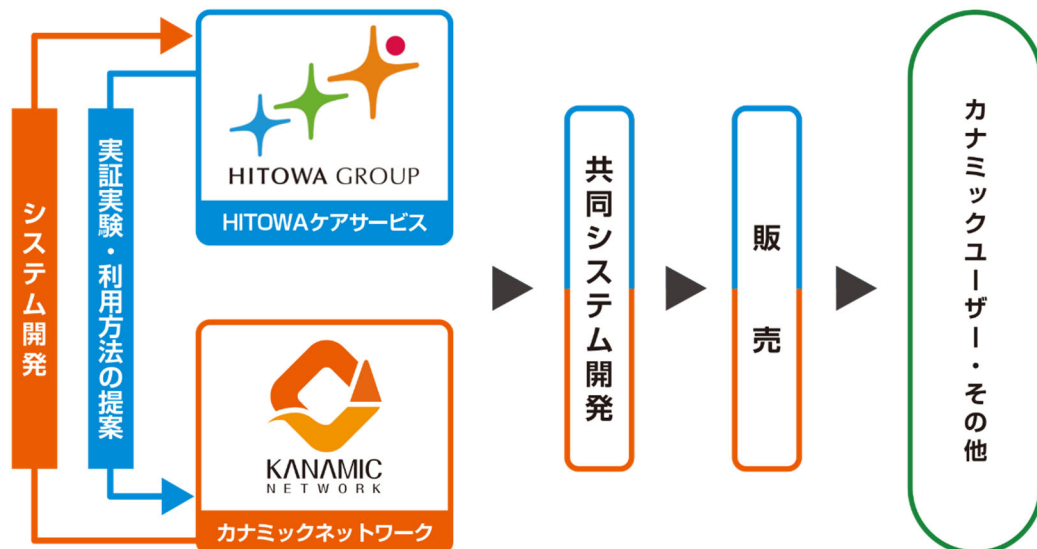 システム開発
実証実験・利用方法の提案
HITOWA GROUP
HITOWAケアサービス
KANAMIC
NETWORK
カナミックネットワーク
共同システム開発
販売
カナミックユーザー・その他